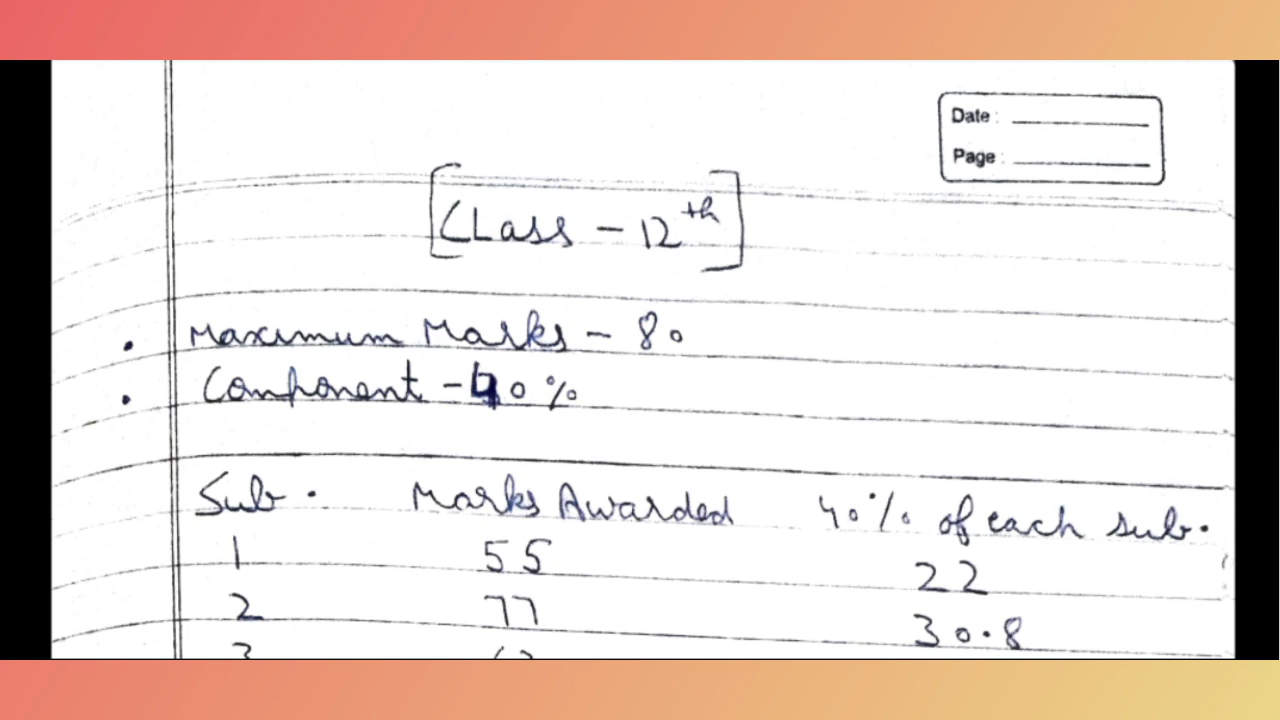 Date :
Page :
[Class - 12th]
• Maximum Marks - 80
• Component - 40%
Sub. Marks Awarded 40% of each sub.
1 55 22
2 77 30.8
3